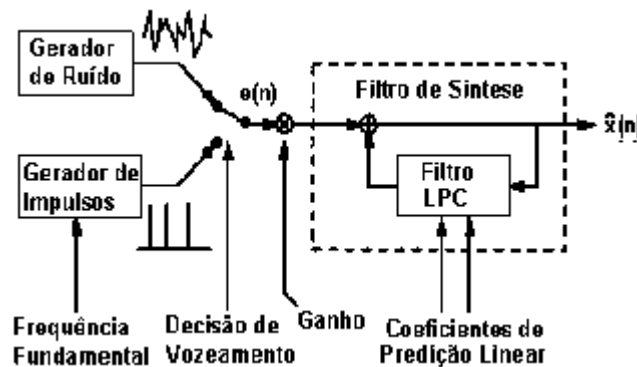 Gerador
de Ruído
e(n)
Filtro de Síntese
x̂(n)
Gerador de
Impulsos
Filtro
LPC
Frequência
Fundamental
Decisão de
Vozeamento
Ganho
Coeficientes de
Predição Linear